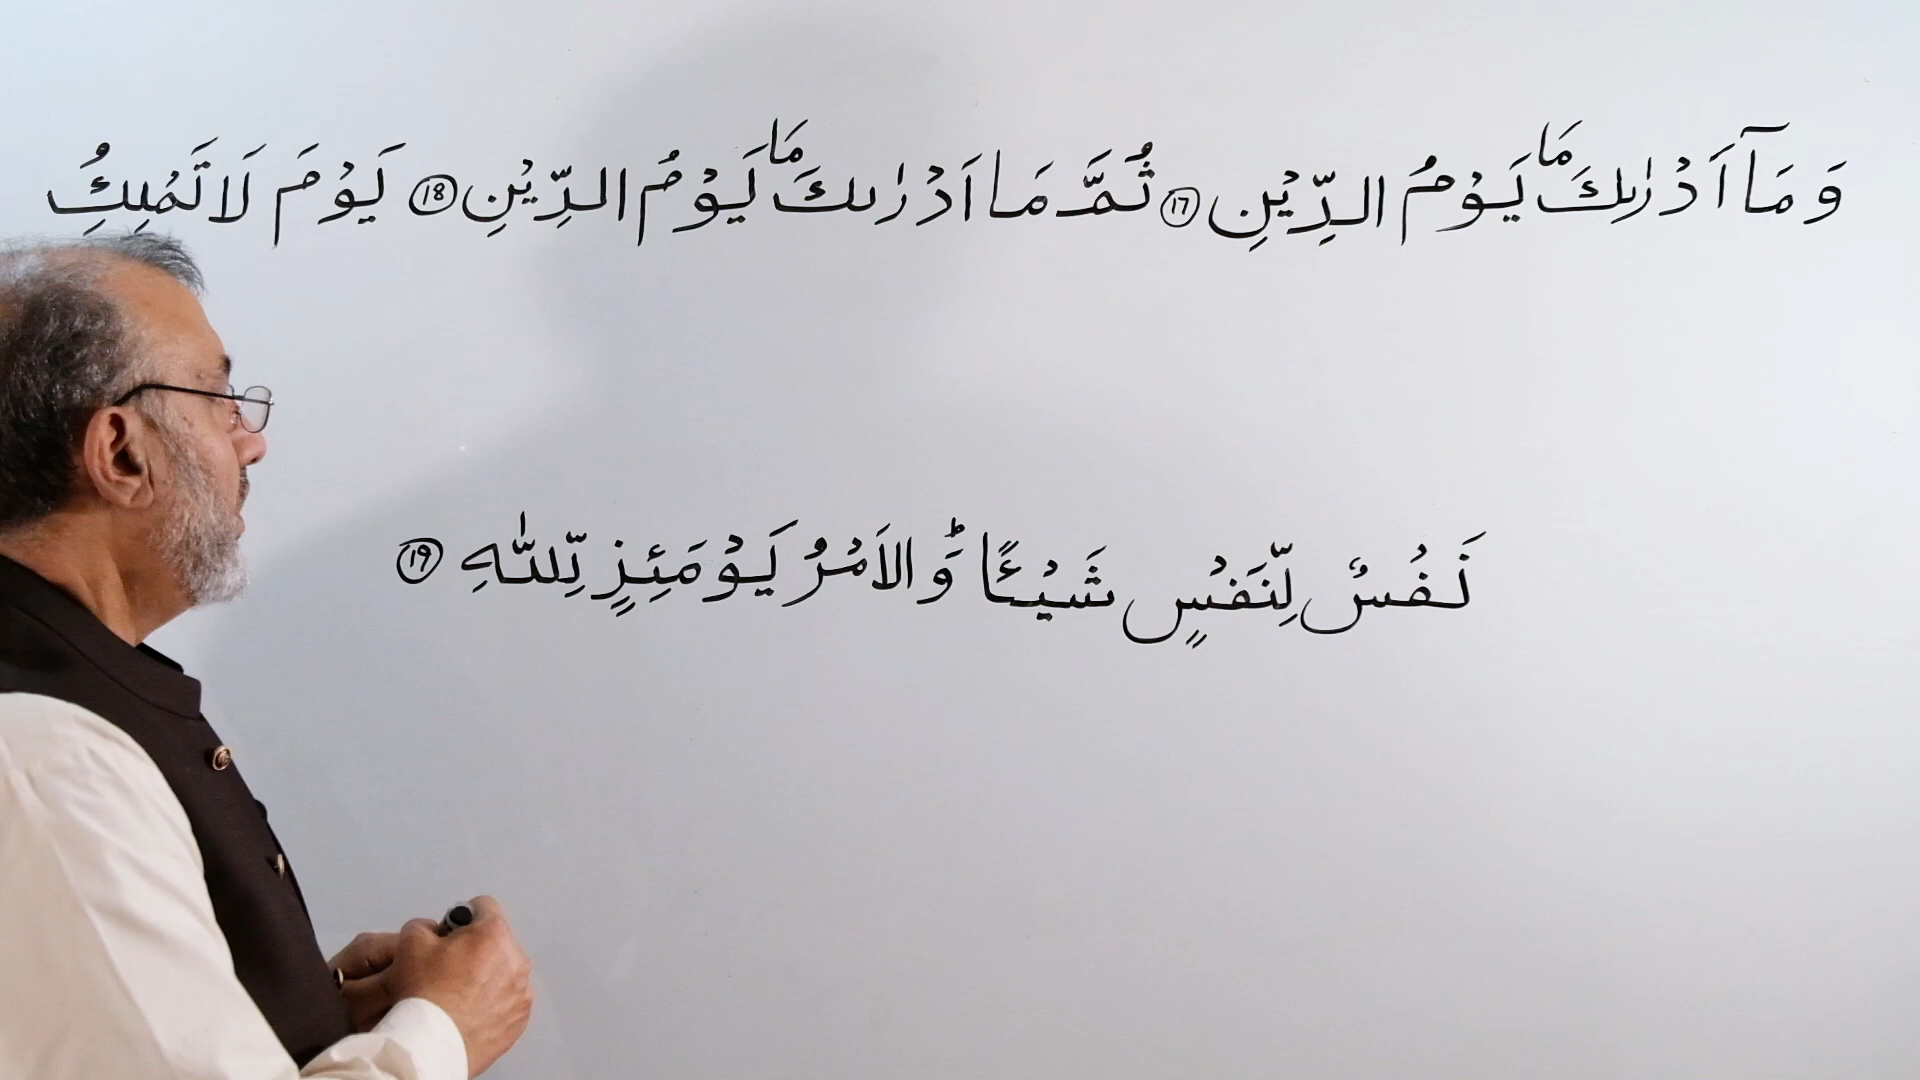 وَ مَاۤ اَدْرٰىكَ مَا يَوْمُ الدِّيْنِ ۝١٧ ثُمَّ مَا اَدْرٰىكَ مَا يَوْمُ الدِّيْنِ ۝١٨ يَوْمَ لَا تَمْلِكُ
نَفْسٌ لِّنَفْسٍ شَيْـًٔا ؕ وَالْاَمْرُ يَوْمَئِذٍ لِّلّٰهِ ۝١٩